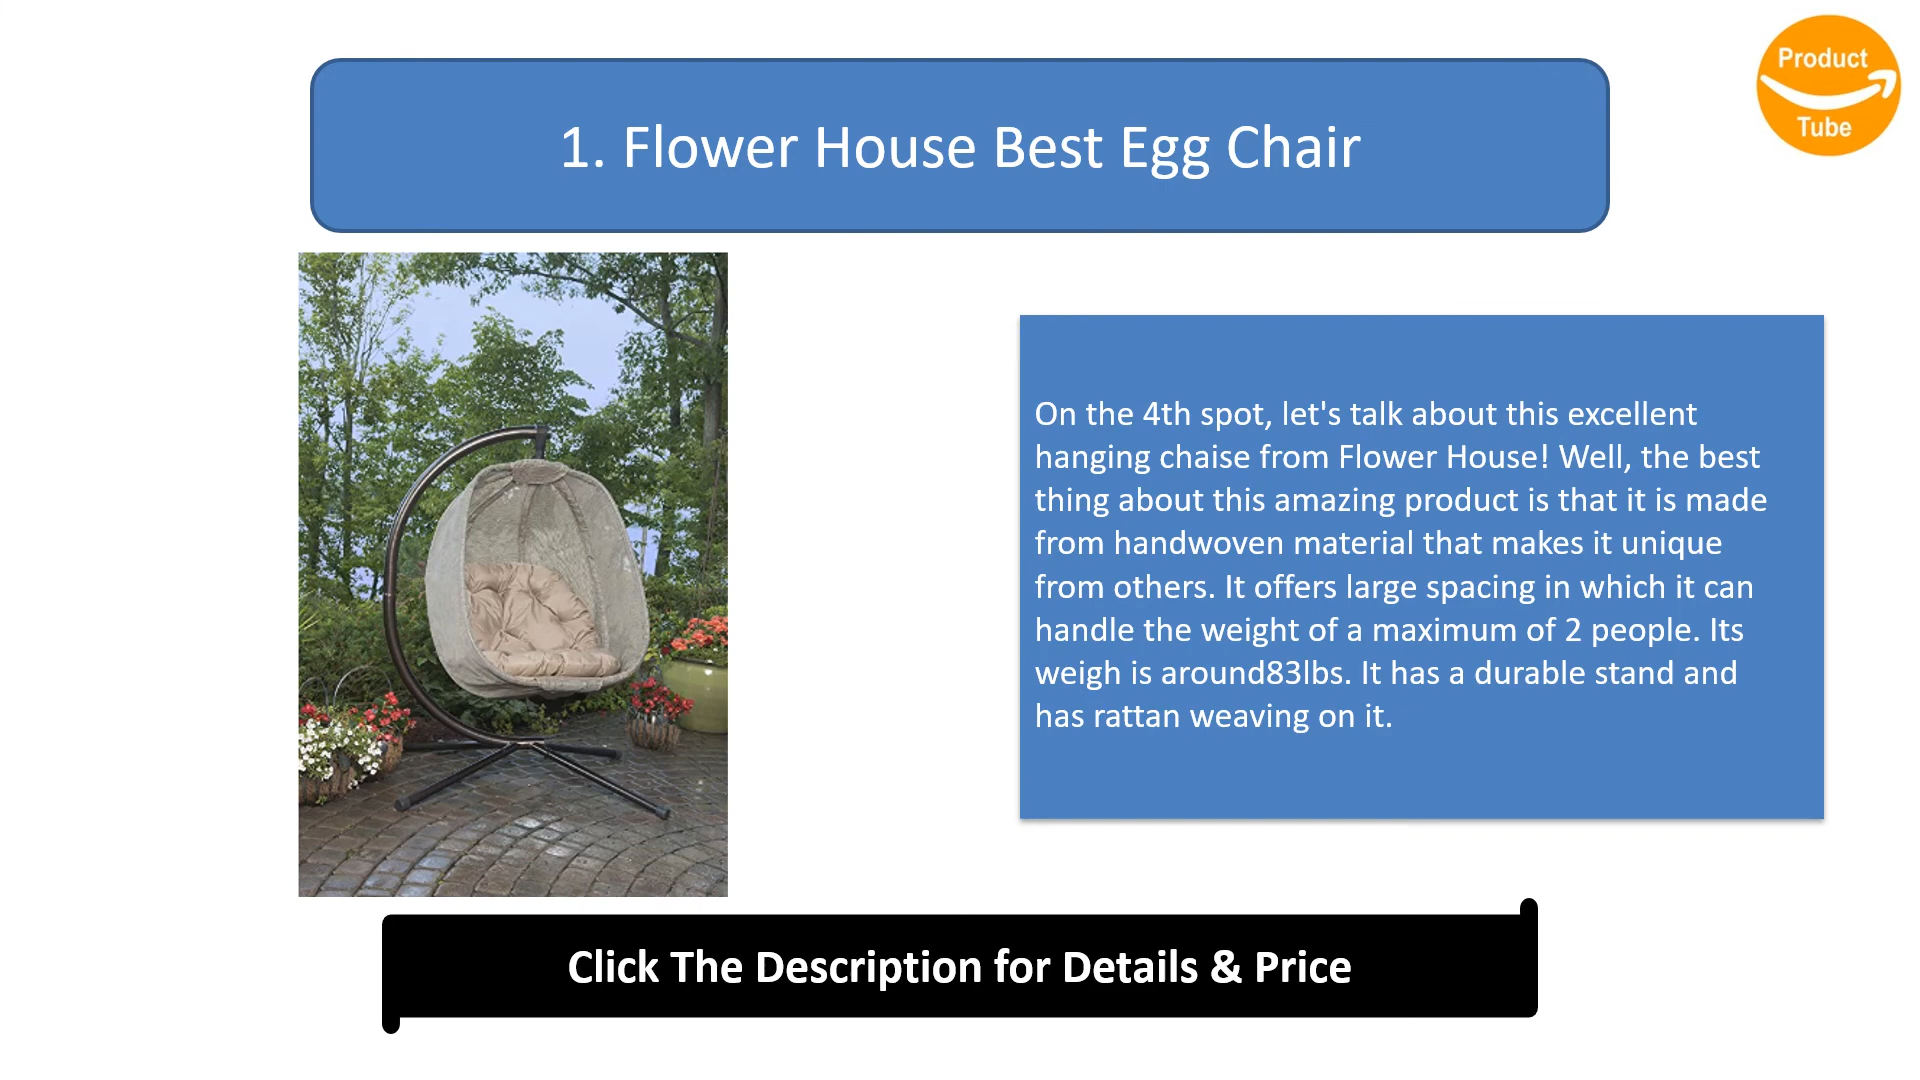 Product
Tube
1. Flower House Best Egg Chair
On the 4th spot, let's talk about this excellent
hanging chaise from Flower House! Well, the best
thing about this amazing product is that it is made
from handwoven material that makes it unique
from others. It offers large spacing in which it can
handle the weight of a maximum of 2 people. Its
weigh is around83lbs. It has a durable stand and
has rattan weaving on it.
Click The Description for Details & Price